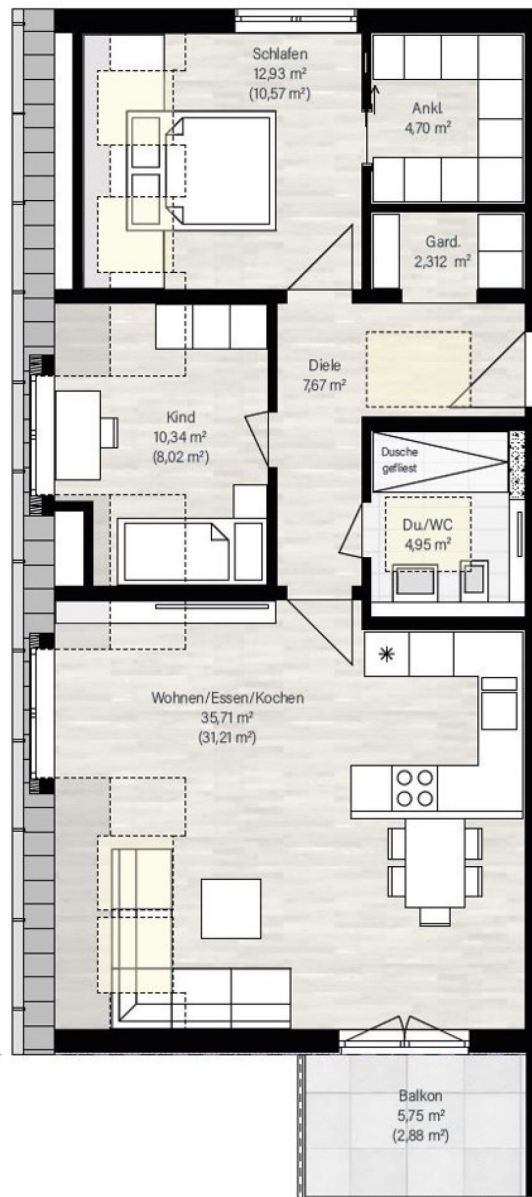 Schlafen
12,93 m²
(10,57 m²)
Ankl.
4,70 m²
Gard.
2,312 m²
Diele
7,67 m²
Kind
10,34 m²
(8,02 m²)
Dusche
gefliest
Du./WC
4,95 m²
Wohnen/Essen/Kochen
35,71 m²
(31,21 m²)
Balkon
5,75 m²
(2,88 m²)